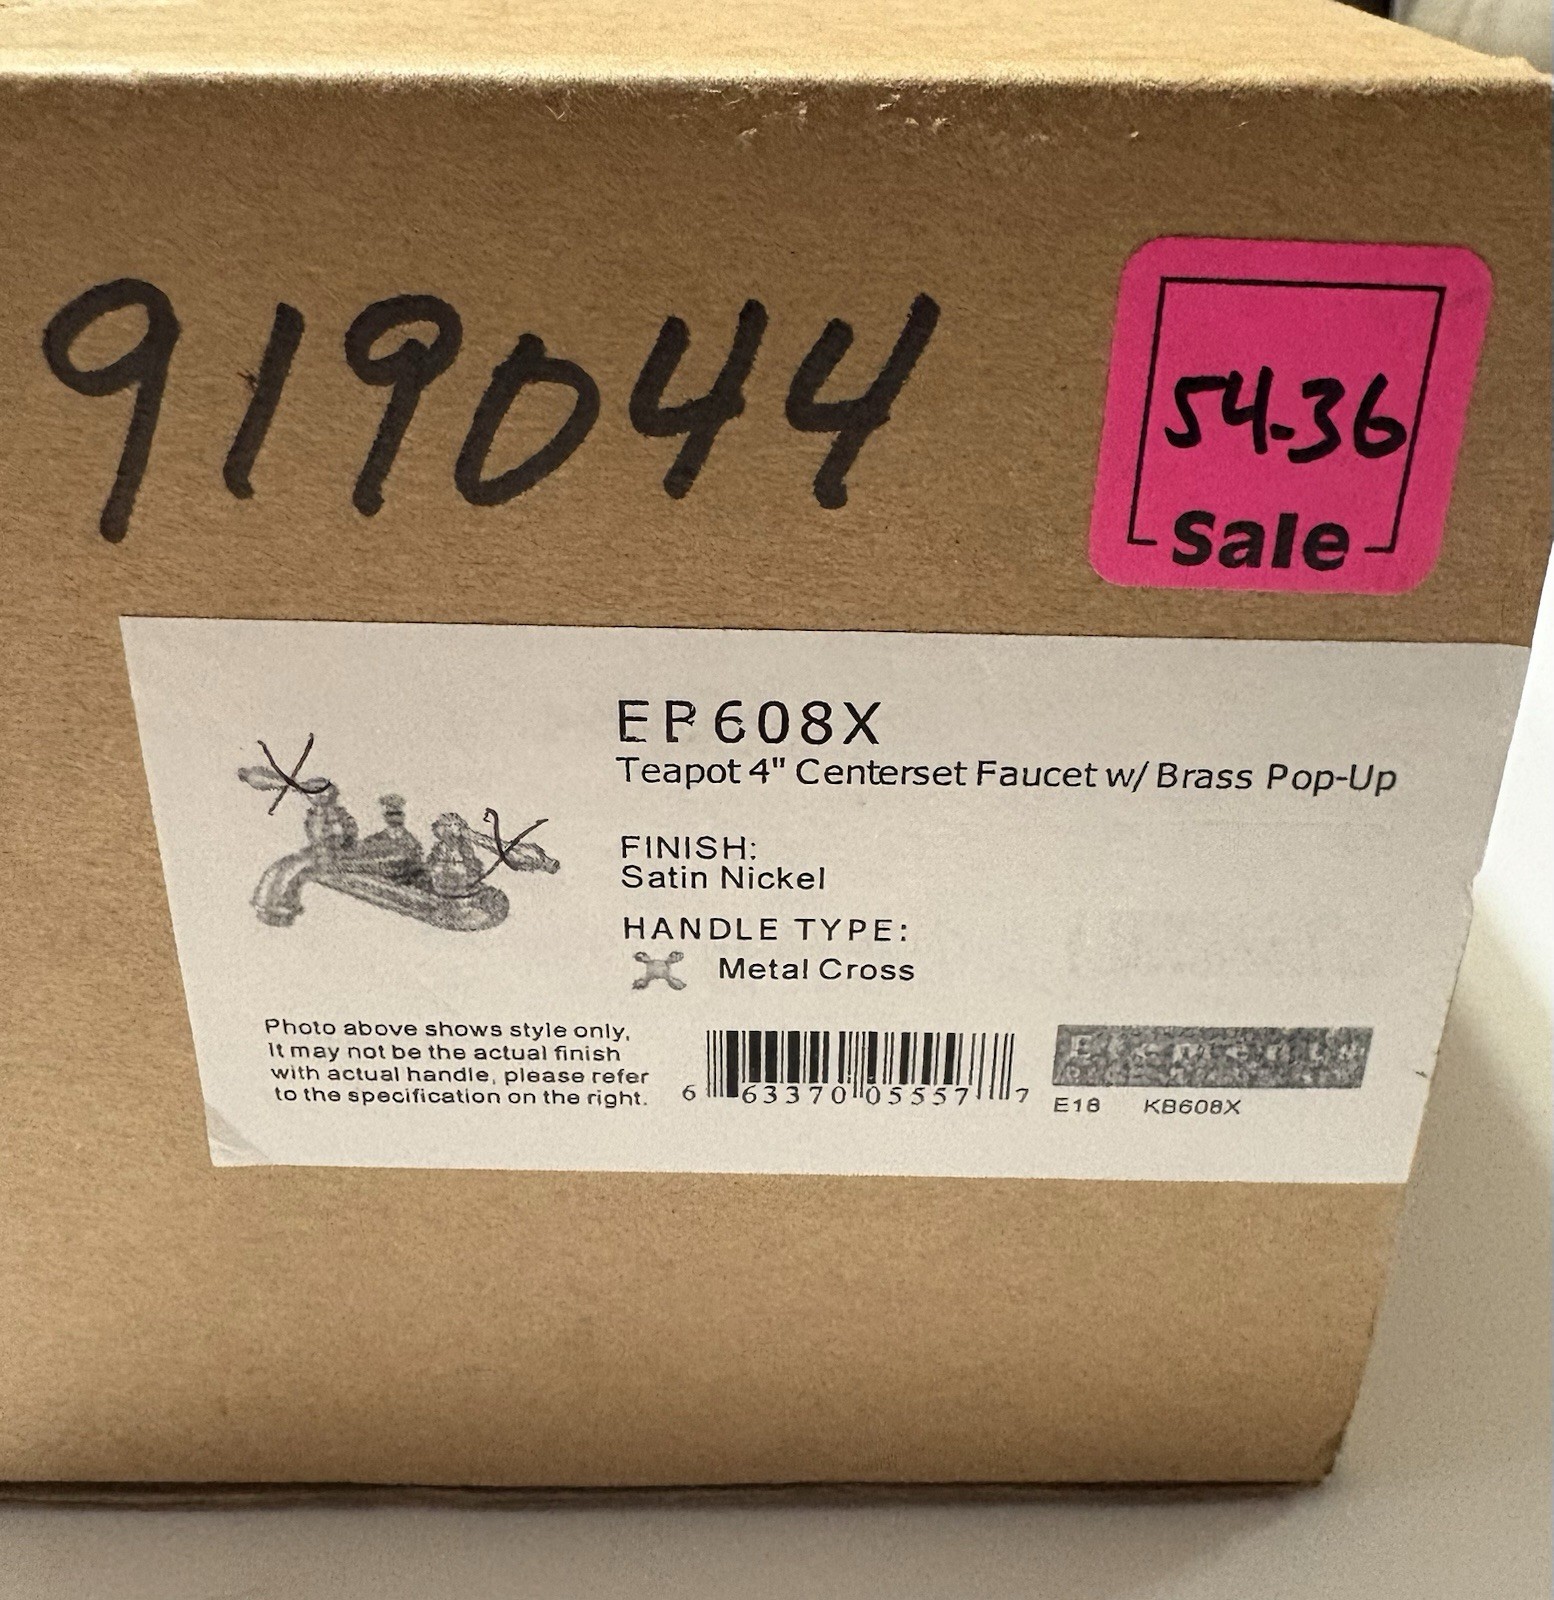 919044
54.36
Sale
EP608X
Teapot 4" Centerset Faucet w/ Brass Pop-Up
FINISH:
Satin Nickel
HANDLE TYPE:
Metal Cross
Photo above shows style only,
It may not be the actual finish
with actual handle, please refer
to the specification on the right.
6 63370 05557 7
E18 KB608X